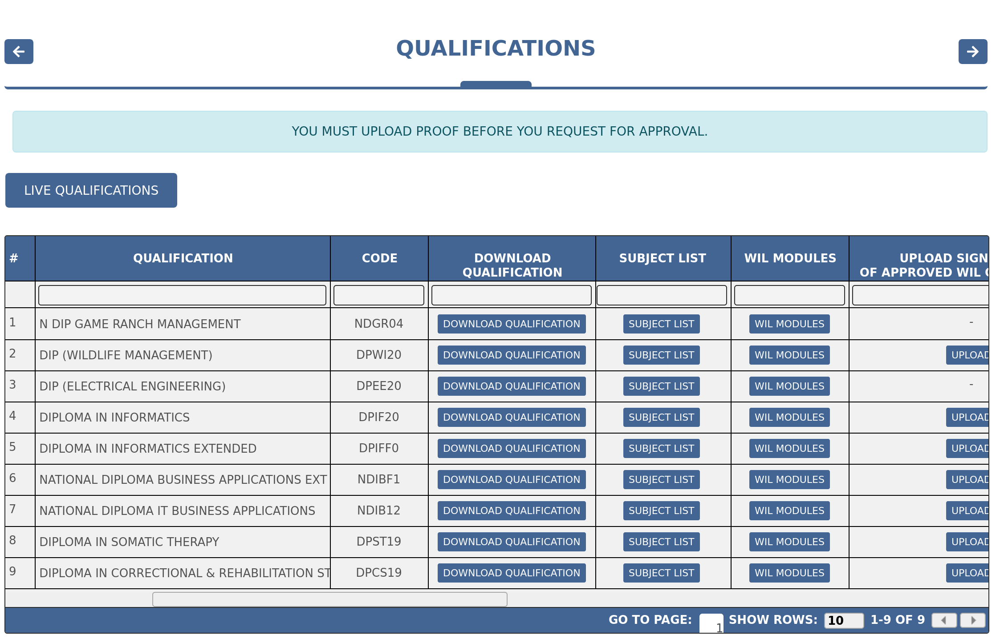 QUALIFICATIONS
YOU MUST UPLOAD PROOF BEFORE YOU REQUEST FOR APPROVAL.
LIVE QUALIFICATIONS
# QUALIFICATION CODE DOWNLOAD QUALIFICATION SUBJECT LIST WIL MODULES UPLOAD SIGN
OF APPROVED WIL
1 N DIP GAME RANCH MANAGEMENT NDGR04 DOWNLOAD QUALIFICATION SUBJECT LIST WIL MODULES -
2 DIP (WILDLIFE MANAGEMENT) DPWI20 DOWNLOAD QUALIFICATION SUBJECT LIST WIL MODULES UPLOAD
3 DIP (ELECTRICAL ENGINEERING) DPEE20 DOWNLOAD QUALIFICATION SUBJECT LIST WIL MODULES -
4 DIPLOMA IN INFORMATICS DPIF20 DOWNLOAD QUALIFICATION SUBJECT LIST WIL MODULES UPLOAD
5 DIPLOMA IN INFORMATICS EXTENDED DPIFF0 DOWNLOAD QUALIFICATION SUBJECT LIST WIL MODULES UPLOAD
6 NATIONAL DIPLOMA BUSINESS APPLICATIONS EXT NDIBF1 DOWNLOAD QUALIFICATION SUBJECT LIST WIL MODULES UPLOAD
7 NATIONAL DIPLOMA IT BUSINESS APPLICATIONS NDIB12 DOWNLOAD QUALIFICATION SUBJECT LIST WIL MODULES UPLOAD
8 DIPLOMA IN SOMATIC THERAPY DPST19 DOWNLOAD QUALIFICATION SUBJECT LIST WIL MODULES UPLOAD
9 DIPLOMA IN CORRECTIONAL & REHABILITATION ST DPCS19 DOWNLOAD QUALIFICATION SUBJECT LIST WIL MODULES UPLOAD
GO TO PAGE: 1 SHOW ROWS: 10 1-9 OF 9